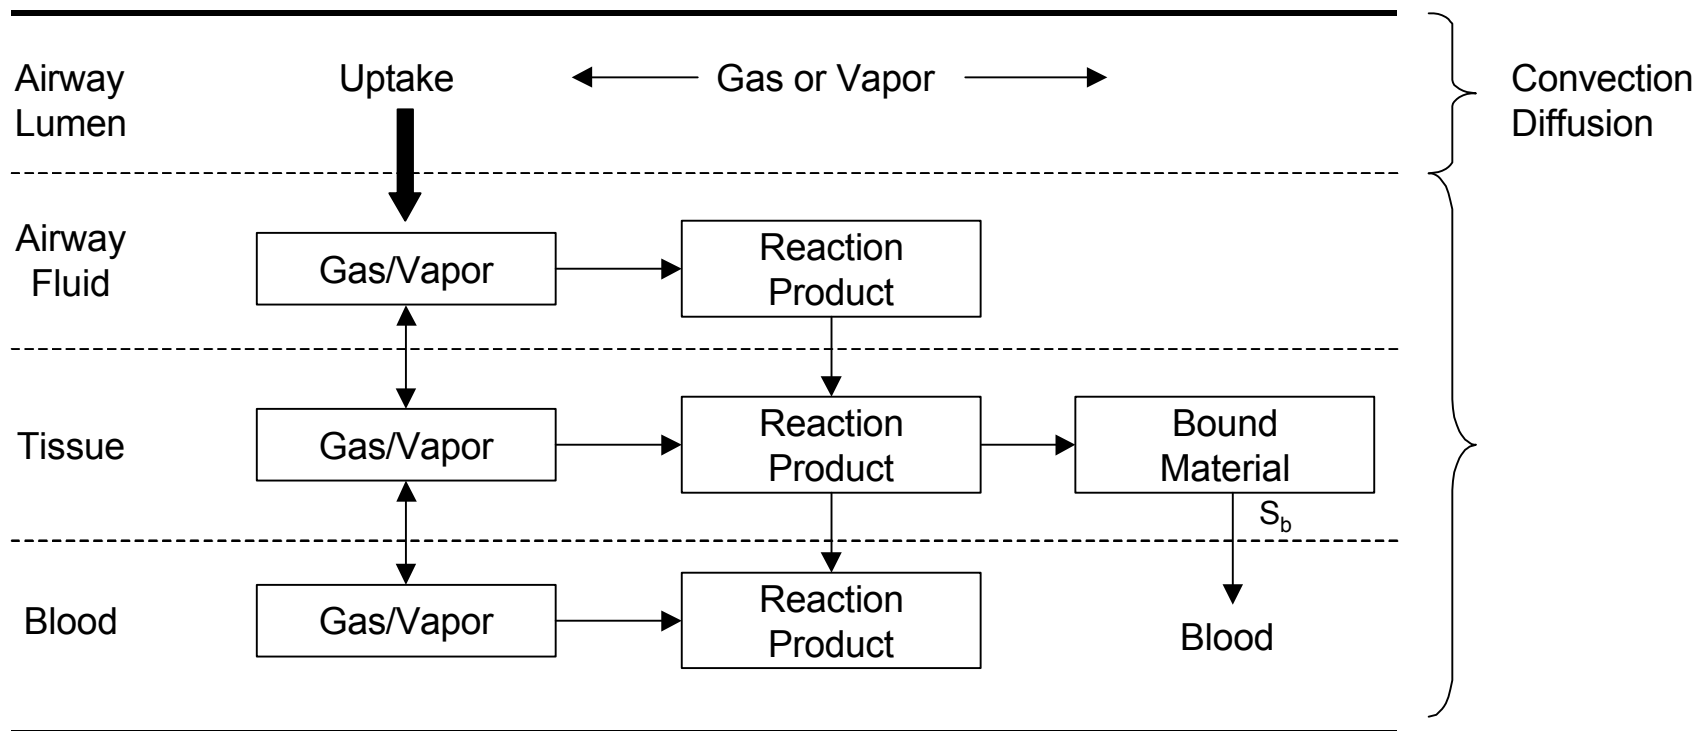 Airway
Lumen
Uptake
Gas or Vapor
Convection
Diffusion
Airway
Fluid
Gas/Vapor
Reaction
Product
Tissue
Gas/Vapor
Reaction
Product
Bound
Material
S_b
Blood
Gas/Vapor
Reaction
Product
Blood